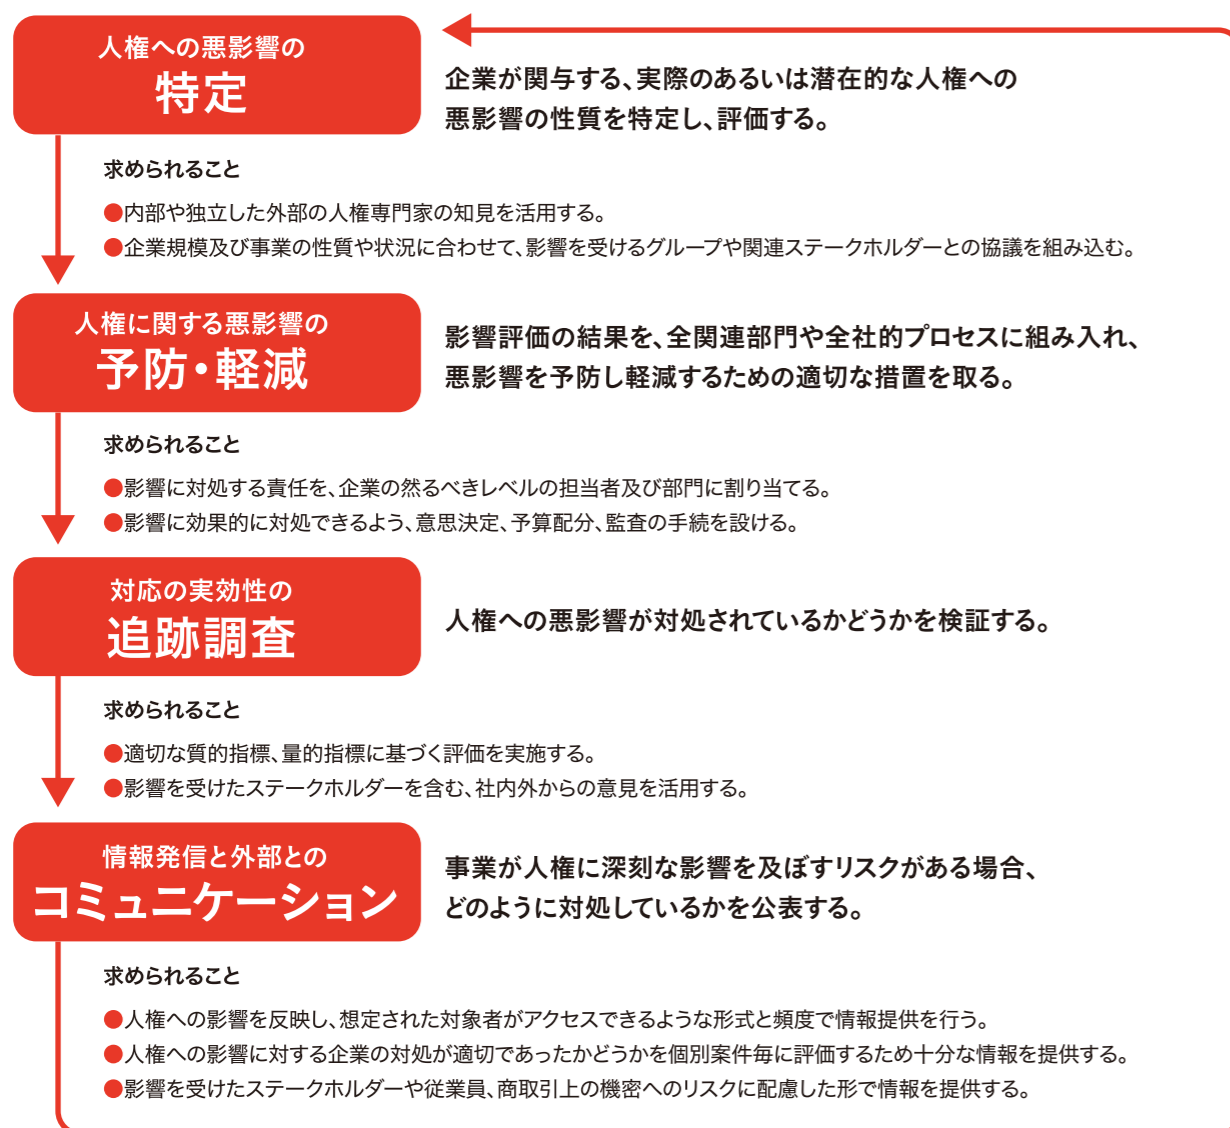 人権への悪影響の
特定
企業が関与する、実際のあるいは潜在的な人権への
悪影響の性質を特定し、評価する。
求められること
●内部や独立した外部の人権専門家の知見を活用する。
●企業規模及び事業の性質や状況に合わせて、影響を受けるグループや関連ステークホルダーとの協議を組み込む。
人権に関する悪影響の
予防・軽減
影響評価の結果を、全関連部門や全社的プロセスに組み入れ、
悪影響を予防し軽減するための適切な措置を取る。
求められること
●影響に対処する責任を、企業の然るべきレベルの担当者及び部門に割り当てる。
●影響に効果的に対処できるよう、意思決定、予算配分、監査の手続を設ける。
対応の実効性の
追跡調査
人権への悪影響が対処されているかどうかを検証する。
求められること
●適切な質的指標、量的指標に基づく評価を実施する。
●影響を受けたステークホルダーを含む、社内外からの意見を活用する。
情報発信と外部との
コミュニケーション
事業が人権に深刻な影響を及ぼすリスクがある場合、
どのように対処しているかを公表する。
求められること
●人権への影響を反映し、想定された対象者がアクセスできるような形式と頻度で情報提供を行う。
●人権への影響に対する企業の対処が適切であったかどうかを個別案件毎に評価するため十分な情報を提供する。
●影響を受けたステークホルダーや従業員、商取引上の機密へのリスクに配慮した形で情報を提供する。